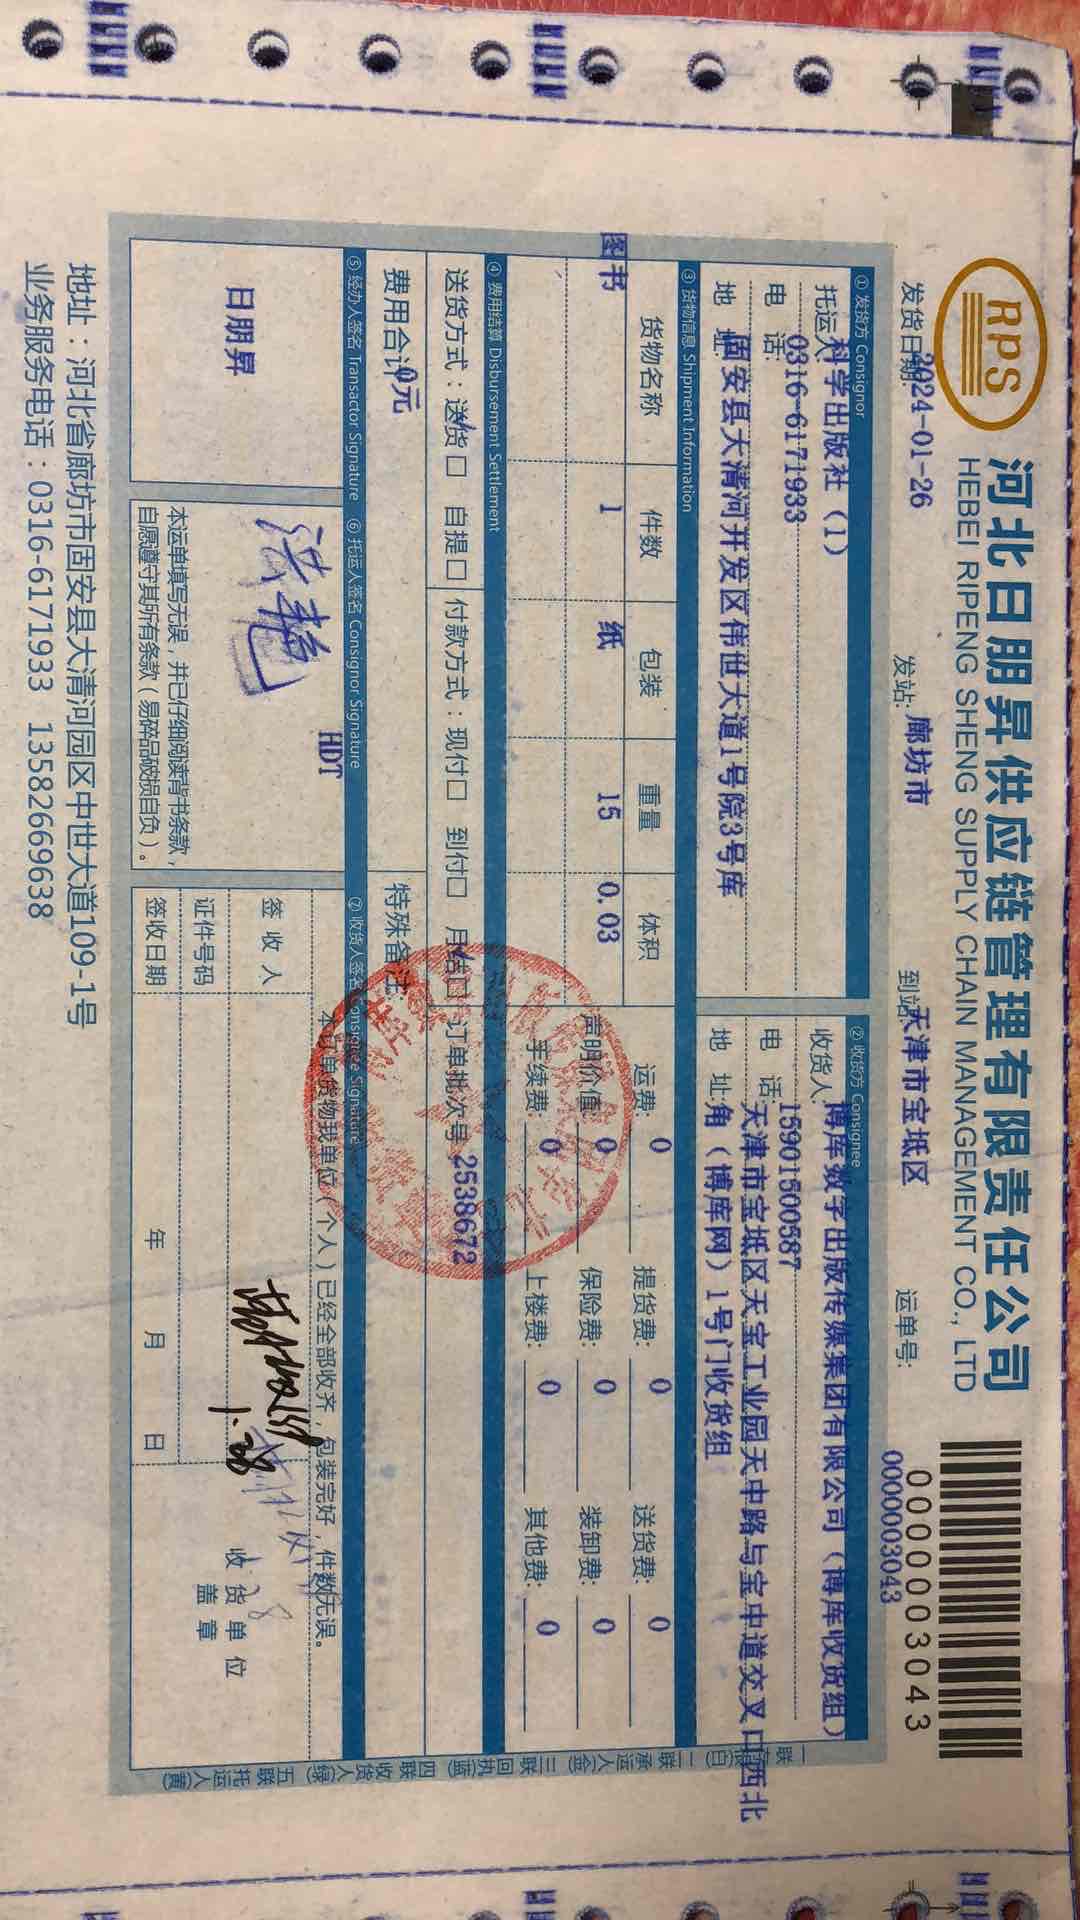 RPS
河北日朋昇供应链管理有限责任公司
HEBEI RIPENG SHENG SUPPLY CHAIN MANAGEMENT CO., LTD
0000003043
发货日期: 2024-01-26 发站: 廊坊市 到站: 天津市宝坻区 运单号: 0000003043
① 发货方 Consignor
托运人 科学出版社（1）
电 话: 0316-6171933
地 址: 固安县大清河开发区伟世大道1号院3号库
② 收货方 Consignee
收货人: 博库数字出版传媒集团有限公司（博库收货组）
电 话: 15901500587
地 址: 天津市宝坻区天宝工业园天中路与宝中道交叉口西北
角（博库网）1号门收货组
③ 货物信息 Shipment Information
货物名称 件数 包装 重量 体积
图书 1 纸 15 0.03
运费: 0 提货费: 0 送货费: 0
声明价值: 0 保险费: 0 装卸费: 0
手续费: 0 上楼费: 0 其他费: 0
④ 费用结算 Disbursement Settlement
送货方式：送货☐ 自提☐ 付款方式：现付☐ 到付☐ 月结☐ 订单批次号 2538672
费用合计: 0元
特殊备注:
⑤ 经办人签名 Transactor Signature
日朋昇
⑥ 托运人签名 Consignor Signature
HDT
本运单填写无误，并已仔细阅读背书条款，
自愿遵守其所有条款（易碎品破损自负）。
⑦ 收货人签名 Consignee Signature
本订单货物我单位（个人）已经全部收齐，包装完好，件数无误。
签 收 人
1.28
证件号码
签收日期 年 月 日
收 货 单 位
盖 章
一联存根(白) 二联承运人(金) 三联回执(蓝) 四联收货人(绿) 五联托运人(黄)
地址：河北省廊坊市固安县大清河园区中世大道109-1号
业务服务电话：0316-6171933 13582669638